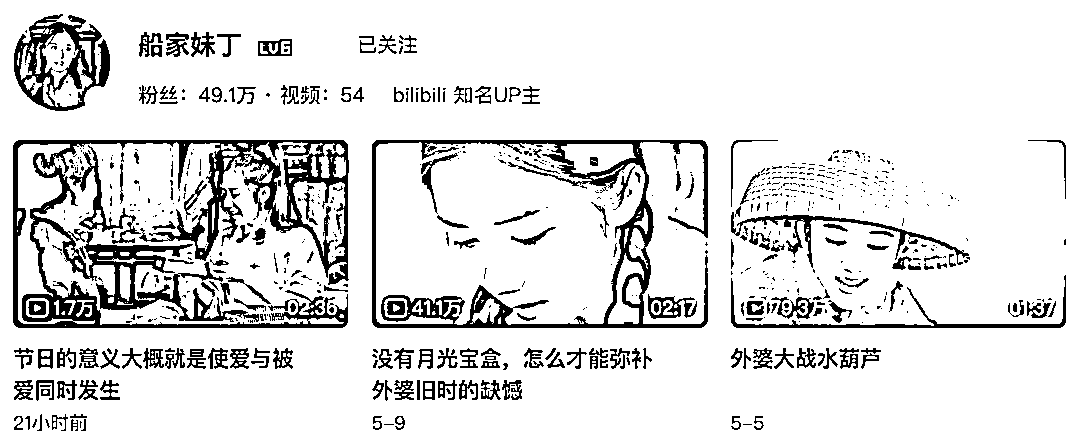 船家妹丁 LV6 已关注
粉丝：49.1万 · 视频：54 bilibili 知名UP主
1.7万 02:36
41.1万 02:17
79.3万 01:37
节日的意义大概就是使爱与被
爱同时发生
21小时前
没有月光宝盒，怎么才能弥补
外婆旧时的缺憾
5-9
外婆大战水葫芦
5-5